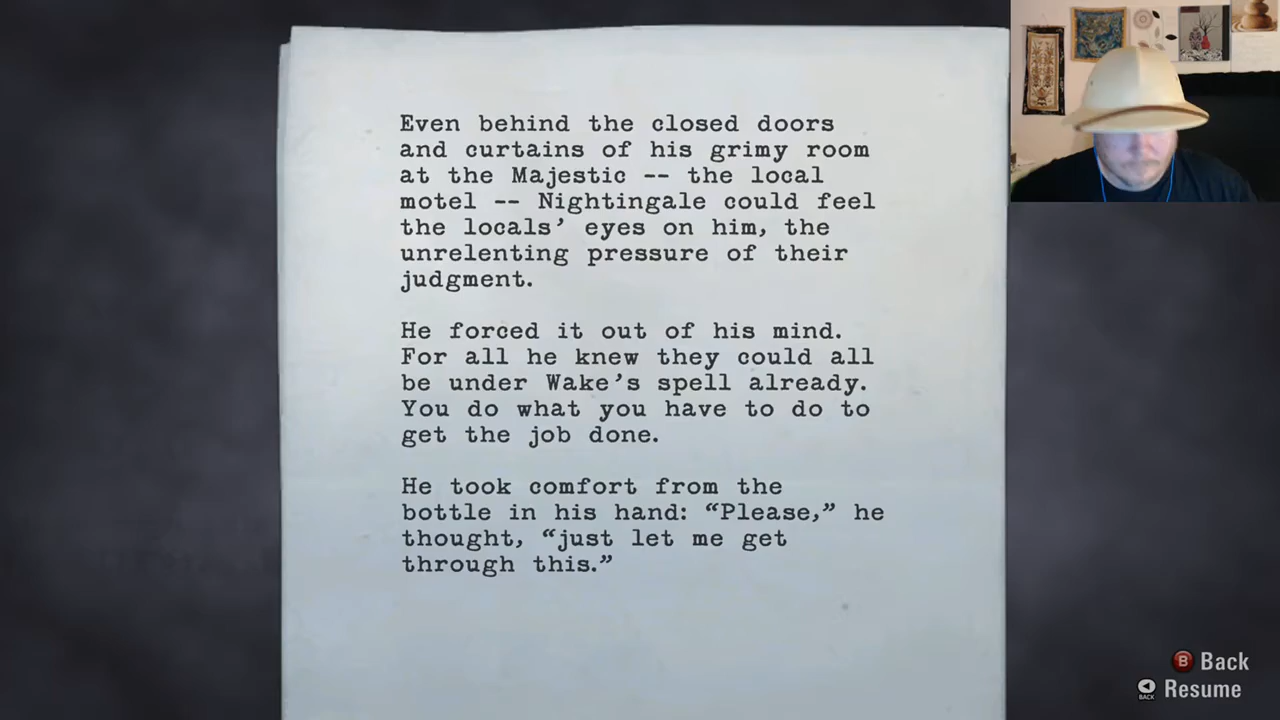 Even behind the closed doors
and curtains of his grimy room
at the Majestic -- the local
motel -- Nightingale could feel
the locals’ eyes on him, the
unrelenting pressure of their
judgment.
He forced it out of his mind.
For all he knew they could all
be under Wake’s spell already.
You do what you have to do to
get the job done.
He took comfort from the
bottle in his hand: “Please,” he
thought, “just let me get
through this.”
B Back
BACK Resume